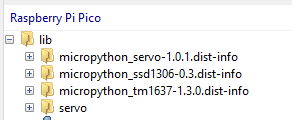 Raspberry Pi Pico
lib
micropython_servo-1.0.1.dist-info
micropython_ssd1306-0.3.dist-info
micropython_tm1637-1.3.0.dist-info
servo